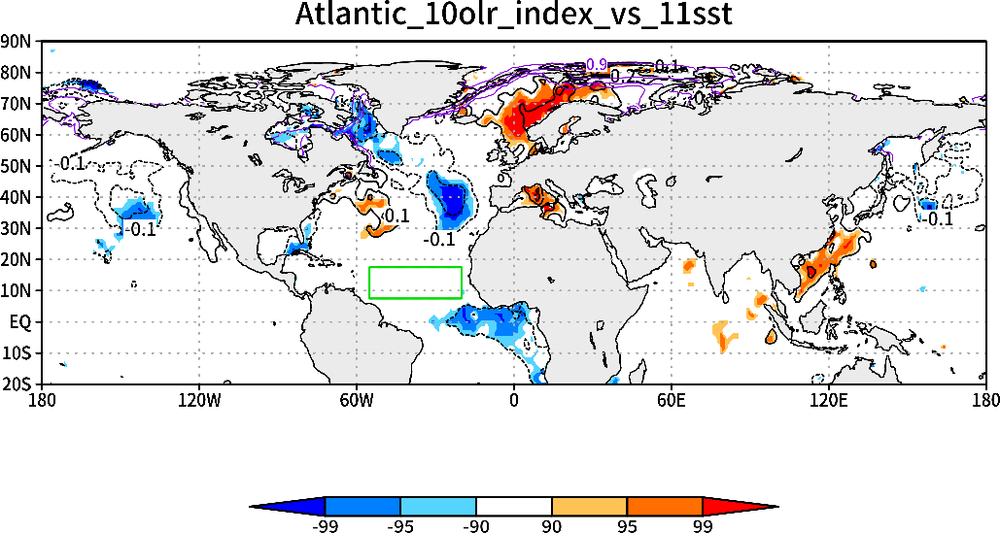 Atlantic_10olr_index_vs_11sst
90N
80N
70N
60N
50N
40N
30N
20N
10N
EQ
10S
20S
0.9
0.1
0.2
-0.1
-0.1
0.1
-0.1
-0.1
180 120W 60W 0 60E 120E 180
-99 -95 -90 90 95 99